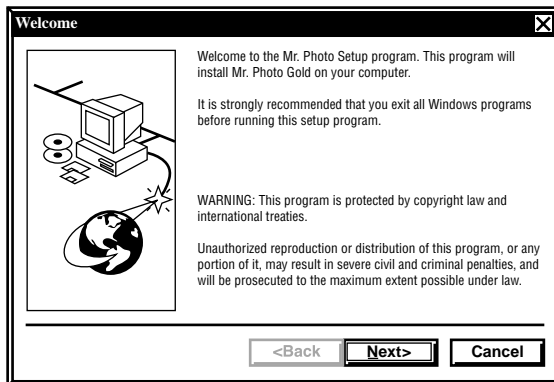 Welcome
Welcome to the Mr. Photo Setup program. This program will
install Mr. Photo Gold on your computer.
It is strongly recommended that you exit all Windows programs
before running this setup program.
WARNING: This program is protected by copyright law and
international treaties.
Unauthorized reproduction or distribution of this program, or any
portion of it, may result in severe civil and criminal penalties, and
will be prosecuted to the maximum extent possible under law.
<Back Next> Cancel